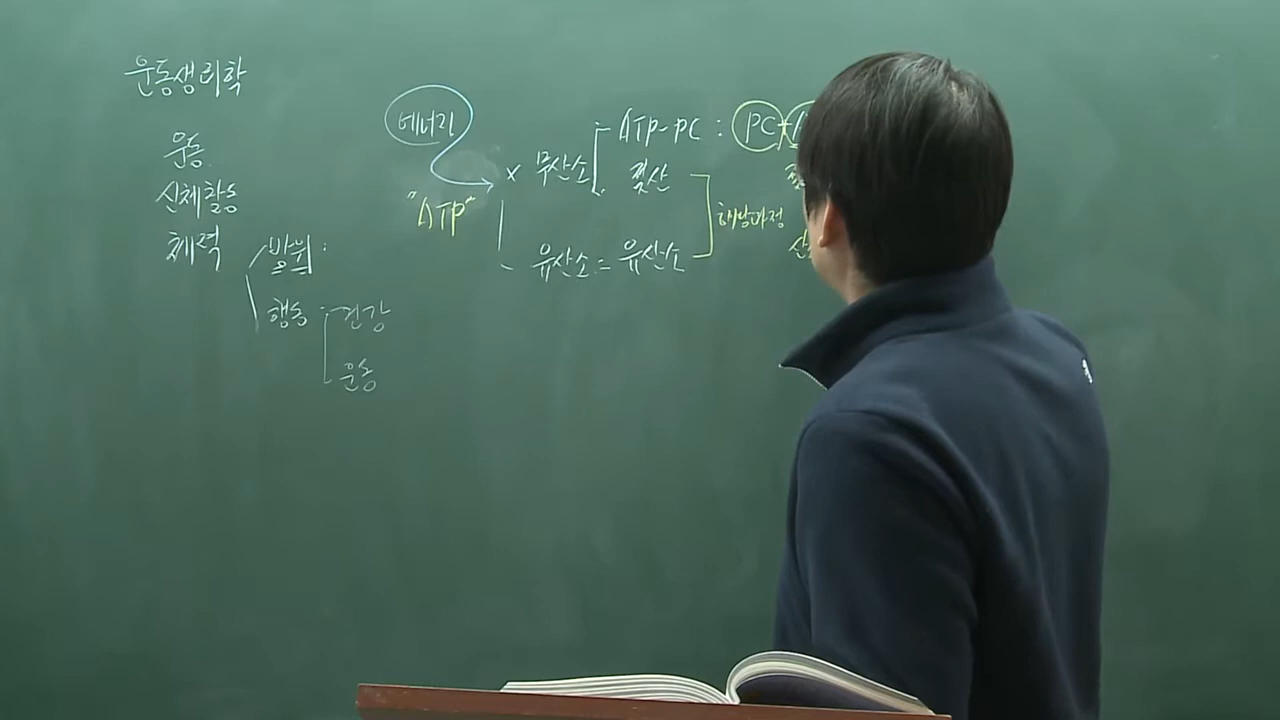 운동생리학
운동
신체활동
체력
방위:
행동
건강
운동
에너지
"ATP"
× 무산소
ATP-PC : PC+
젖산
유산소 = 유산소
해당과정